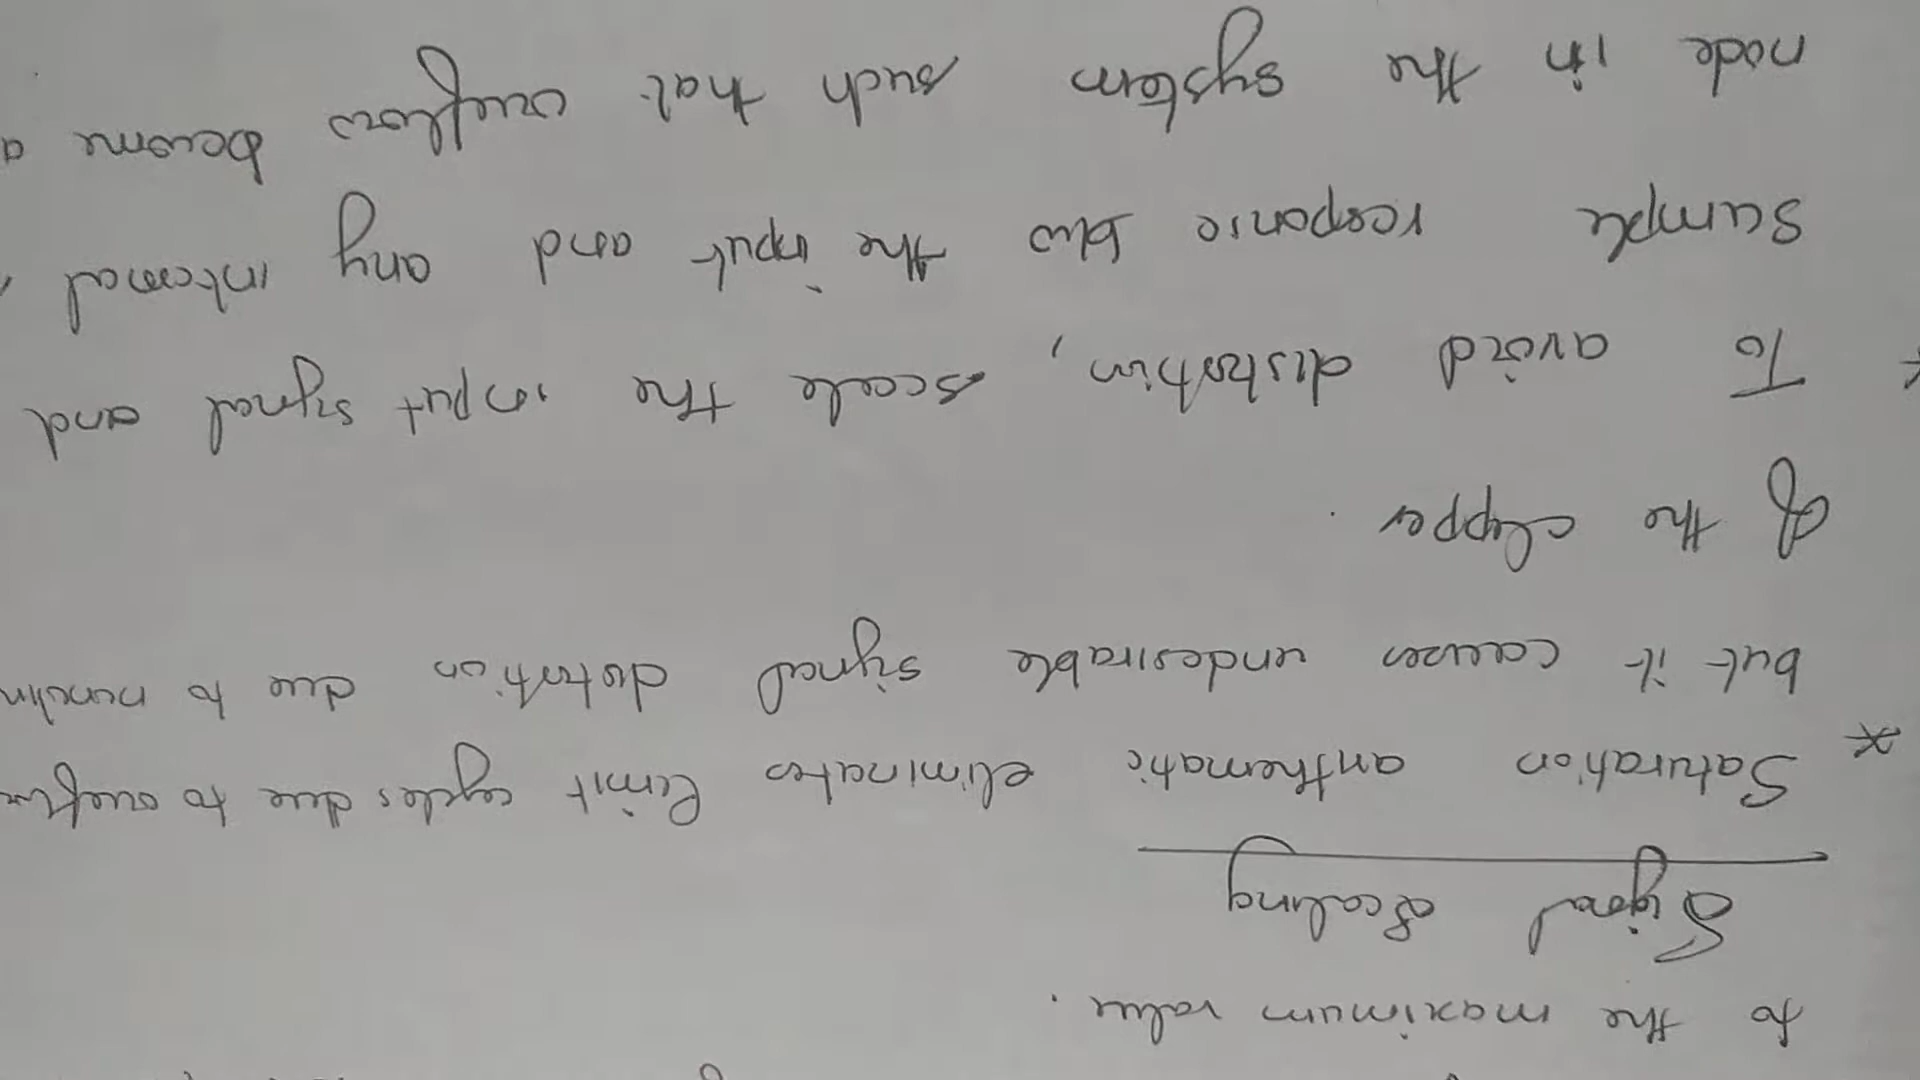 to the maximum value.
Signal Scaling
* Saturation arithematic eliminates limit cycles due to overflow
but it causes undesirable signal distortion due to nonlin
of the clipper.
* To avoid distortion, scale the input signal and
sample response b/w the input and any internal
node in the system such that overflow become a